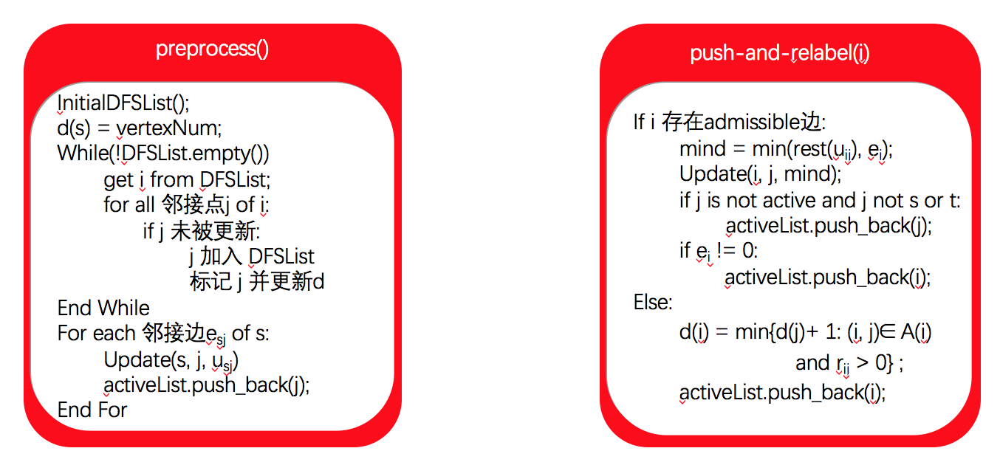 preprocess()
InitialDFSList();
d(s) = vertexNum;
While(!DFSList.empty())
get i from DFSList;
for all 邻接点j of i:
if j 未被更新:
j 加入 DFSList
标记 j 并更新d
End While
For each 邻接边esj of s:
Update(s, j, usj)
activeList.push_back(j);
End For
push-and-relabel(i)
If i 存在admissible边:
mind = min(rest(uij), ei);
Update(i, j, mind);
if j is not active and j not s or t:
activeList.push_back(j);
if ei != 0:
activeList.push_back(i);
Else:
d(i) = min{d(j)+ 1: (i, j)∈ A(i)
and rij > 0} ;
activeList.push_back(i);